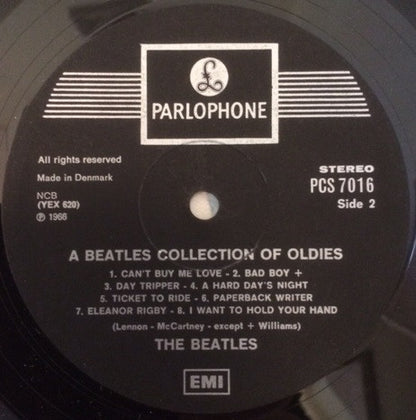 £
PARLOPHONE
All rights reserved
Made in Denmark
NCB
(YEX 620)
℗ 1966
STEREO
PCS 7016
Side 2
A BEATLES COLLECTION OF OLDIES
1. CAN'T BUY ME LOVE - 2. BAD BOY +
3. DAY TRIPPER - 4. A HARD DAY'S NIGHT
5. TICKET TO RIDE - 6. PAPERBACK WRITER
7. ELEANOR RIGBY - 8. I WANT TO HOLD YOUR HAND
(Lennon - McCartney - except + Williams)
THE BEATLES
EMI